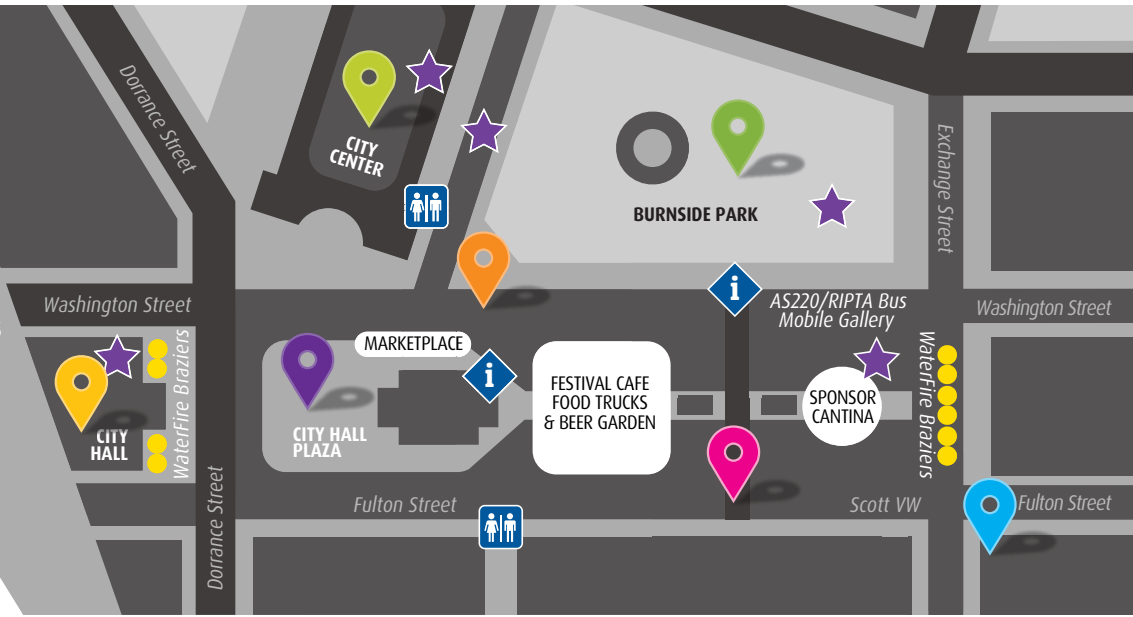 Dorrance Street
CITY
CENTER
BURNSIDE PARK
Exchange Street
Washington Street
i
AS220/RIPTA Bus
Mobile Gallery
Washington Street
MARKETPLACE
WaterFire Braziers
i
FESTIVAL CAFE
FOOD TRUCKS
& BEER GARDEN
SPONSOR
CANTINA
WaterFire Braziers
CITY
HALL
CITY HALL
PLAZA
Dorrance Street
Fulton Street
Scott VW
Fulton Street